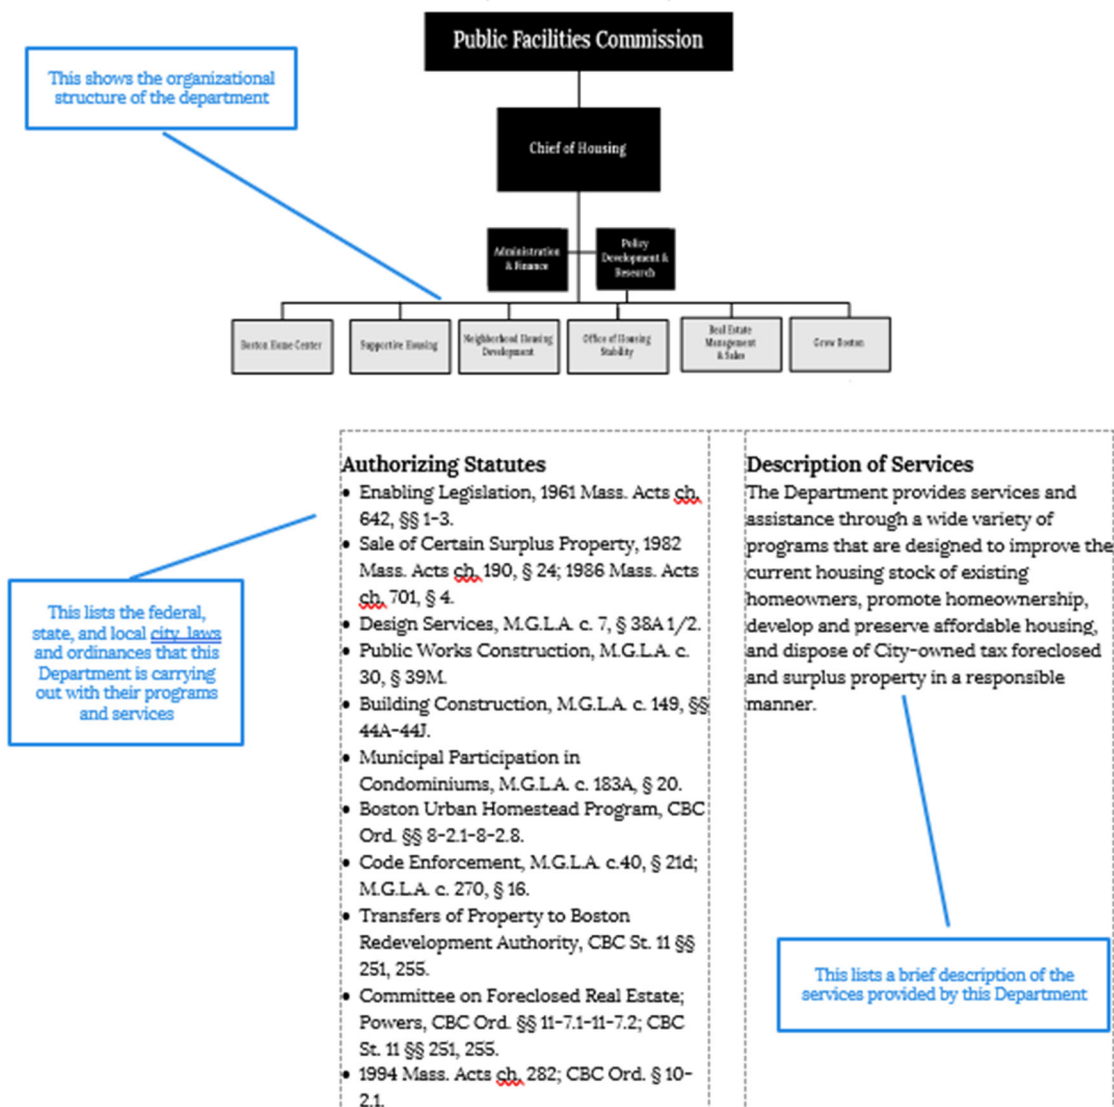 Public Facilities Commission
This shows the organizational
structure of the department
Chief of Housing
Administration
& Finance
Policy
Development &
Research
Boston Home Center
Supportive Housing
Neighborhood Housing
Development
Office of Housing
Stability
Real Estate
Management
& Sales
Grow Boston
Authorizing Statutes
• Enabling Legislation, 1961 Mass. Acts ch.
642, §§ 1-3.
• Sale of Certain Surplus Property, 1982
Mass. Acts ch. 190, § 24; 1986 Mass. Acts
ch. 701, § 4.
• Design Services, M.G.L.A. c. 7, § 38A 1/2.
• Public Works Construction, M.G.L.A. c.
30, § 39M.
• Building Construction, M.G.L.A. c. 149, §§
44A-44J.
• Municipal Participation in
Condominiums, M.G.L.A. c. 183A, § 20.
• Boston Urban Homestead Program, CBC
Ord. §§ 8-2.1-8-2.8.
• Code Enforcement, M.G.L.A. c.40, § 21d;
M.G.L.A. c. 270, § 16.
• Transfers of Property to Boston
Redevelopment Authority, CBC St. 11 §§
251, 255.
• Committee on Foreclosed Real Estate;
Powers, CBC Ord. §§ 11-7.1-11-7.2; CBC
St. 11 §§ 251, 255.
• 1994 Mass. Acts ch. 282; CBC Ord. § 10-
2.1.
Description of Services
The Department provides services and
assistance through a wide variety of
programs that are designed to improve the
current housing stock of existing
homeowners, promote homeownership,
develop and preserve affordable housing,
and dispose of City-owned tax foreclosed
and surplus property in a responsible
manner.
This lists the federal,
state, and local city laws
and ordinances that this
Department is carrying
out with their programs
and services
This lists a brief description of the
services provided by this Department